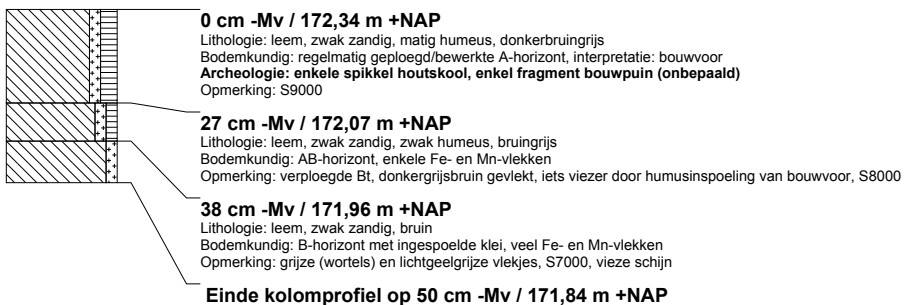 0 cm -Mv / 172,34 m +NAP
Lithologie: leem, zwak zandig, matig humeus, donkerbruingrijs
Bodemkundig: regelmatig geploegd/bewerkte A-horizont, interpretatie: bouwvoor
Archeologie: enkele spikkel houtskool, enkel fragment bouwpuin (onbepaald)
Opmerking: S9000
27 cm -Mv / 172,07 m +NAP
Lithologie: leem, zwak zandig, zwak humeus, bruingrijs
Bodemkundig: AB-horizont, enkele Fe- en Mn-vlekken
Opmerking: verploegde Bt, donkergrijsbruin gevlekt, iets viezer door humusinspoeling van bouwvoor, S8000
38 cm -Mv / 171,96 m +NAP
Lithologie: leem, zwak zandig, bruin
Bodemkundig: B-horizont met ingespoelde klei, veel Fe- en Mn-vlekken
Opmerking: grijze (wortels) en lichtgeelgrijze vlekjes, S7000, vieze schijn
Einde kolomprofiel op 50 cm -Mv / 171,84 m +NAP